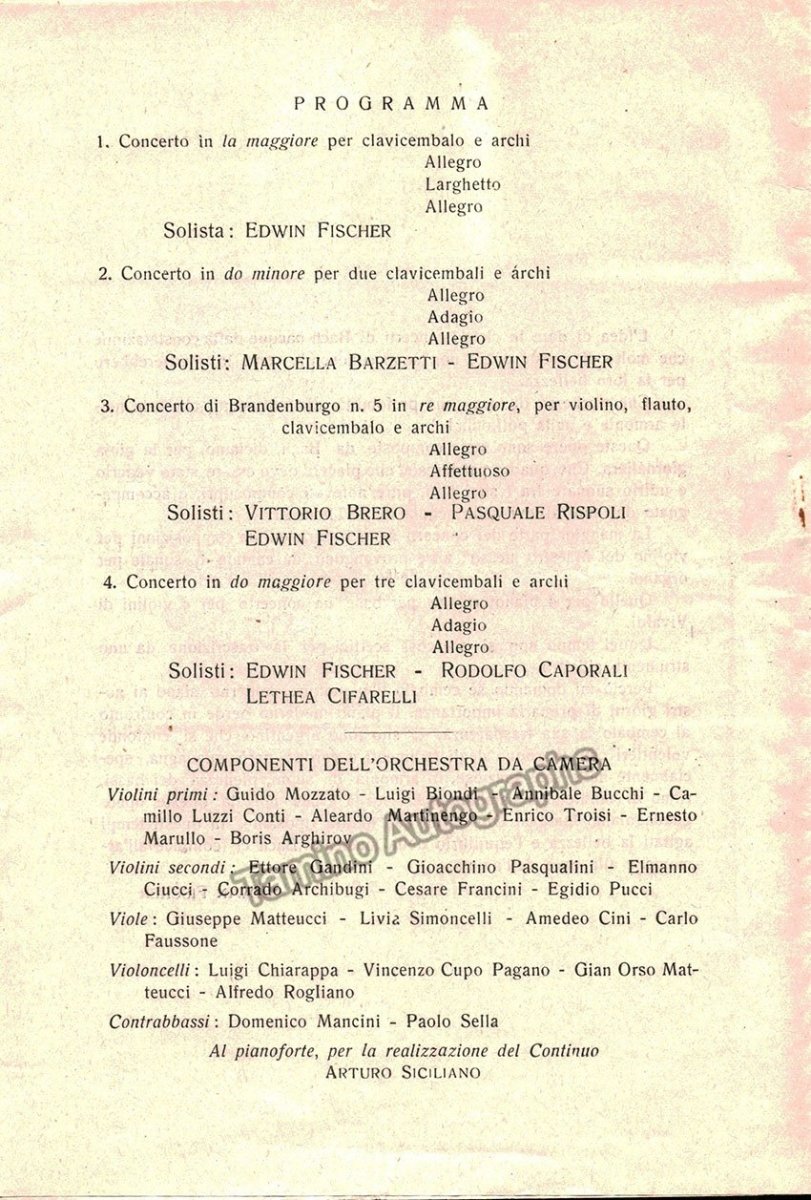 PROGRAMMA
1. Concerto in la maggiore per clavicembalo e archi
Allegro
Larghetto
Allegro
Solista: EDWIN FISCHER
2. Concerto in do minore per due clavicembali e árchi
Allegro
Adagio
Allegro
Solisti: MARCELLA BARZETTI - EDWIN FISCHER
3. Concerto di Brandenburgo n. 5 in re maggiore, per violino, flauto,
clavicembalo e archi
Allegro
Affettuoso
Allegro
Solisti: VITTORIO BRERO - PASQUALE RISPOLI
EDWIN FISCHER
4. Concerto in do maggiore per tre clavicembali e archi
Allegro
Adagio
Allegro
Solisti: EDWIN FISCHER - RODOLFO CAPORALI
LETHEA CIFARELLI
COMPONENTI DELL'ORCHESTRA DA CAMERA
Violini primi: Guido Mozzato - Luigi Biondi - Annibale Bucchi - Ca-
millo Luzzi Conti - Aleardo Martinengo - Enrico Troisi - Ernesto
Marullo - Boris Arghirov
Violini secondi: Ettore Gandini - Gioacchino Pasqualini - Elmanno
Ciucci - Corrado Archibugi - Cesare Francini - Egidio Pucci
Viole: Giuseppe Matteucci - Livia Simoncelli - Amedeo Cini - Carlo
Faussone
Violoncelli: Luigi Chiarappa - Vincenzo Cupo Pagano - Gian Orso Mat-
teucci - Alfredo Rogliano
Contrabbassi: Domenico Mancini - Paolo Sella
Al pianoforte, per la realizzazione del Continuo
ARTURO SICILIANO
Tamino Autographs